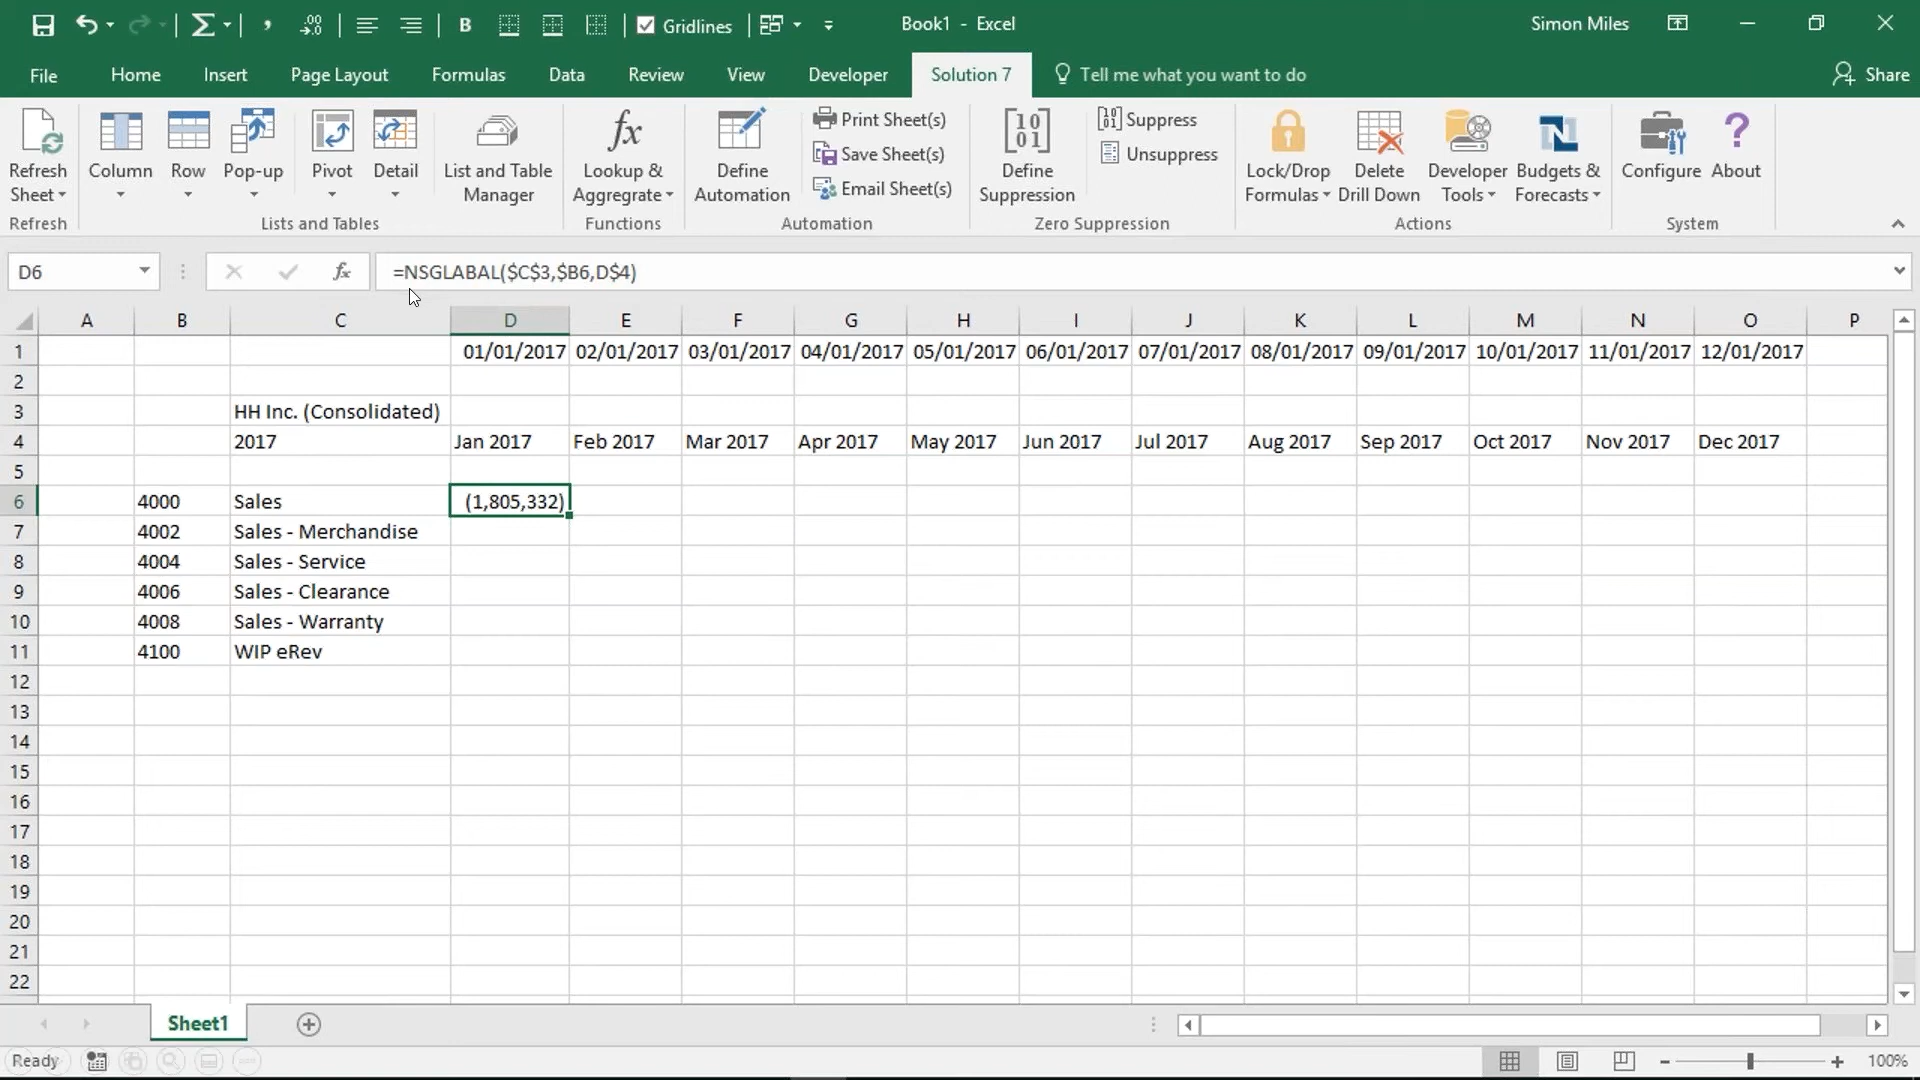 Gridlines Book1 - Excel Simon Miles
File Home Insert Page Layout Formulas Data Review View Developer Solution 7 Tell me what you want to do Share
Refresh Sheet Column Row Pop-up Pivot Detail List and Table Manager Lookup & Aggregate Define Automation Print Sheet(s) Save Sheet(s) Email Sheet(s) Define Suppression Suppress Unsuppress Lock/Drop Formulas Delete Drill Down Developer Tools Budgets & Forecasts Configure About
Refresh Lists and Tables Functions Automation Zero Suppression Actions System
D6 fx =NSGLABAL($C$3,$B6,D$4)
A B C D E F G H I J K L M N O P
1 01/01/2017 02/01/2017 03/01/2017 04/01/2017 05/01/2017 06/01/2017 07/01/2017 08/01/2017 09/01/2017 10/01/2017 11/01/2017 12/01/2017
2
3 HH Inc. (Consolidated)
4 2017 Jan 2017 Feb 2017 Mar 2017 Apr 2017 May 2017 Jun 2017 Jul 2017 Aug 2017 Sep 2017 Oct 2017 Nov 2017 Dec 2017
5
6 4000 Sales (1,805,332)
7 4002 Sales - Merchandise
8 4004 Sales - Service
9 4006 Sales - Clearance
10 4008 Sales - Warranty
11 4100 WIP eRev
12
13
14
15
16
17
18
19
20
21
22
Sheet1
Ready 100%